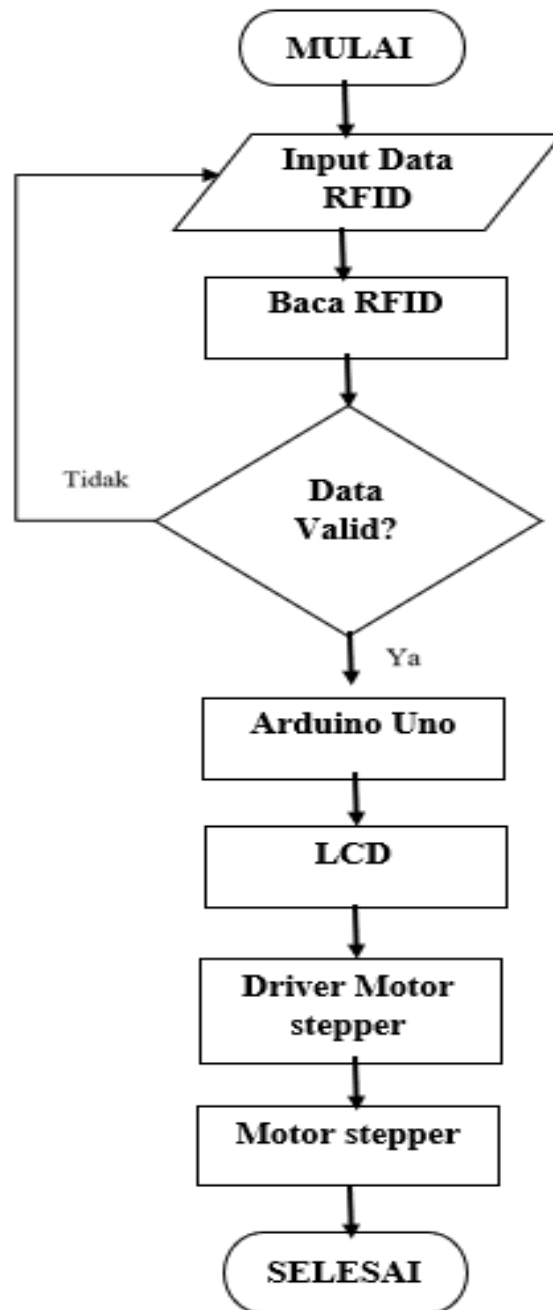 MULAI
Input Data
RFID
Baca RFID
Tidak
Data
Valid?
Ya
Arduino Uno
LCD
Driver Motor
stepper
Motor stepper
SELESAI